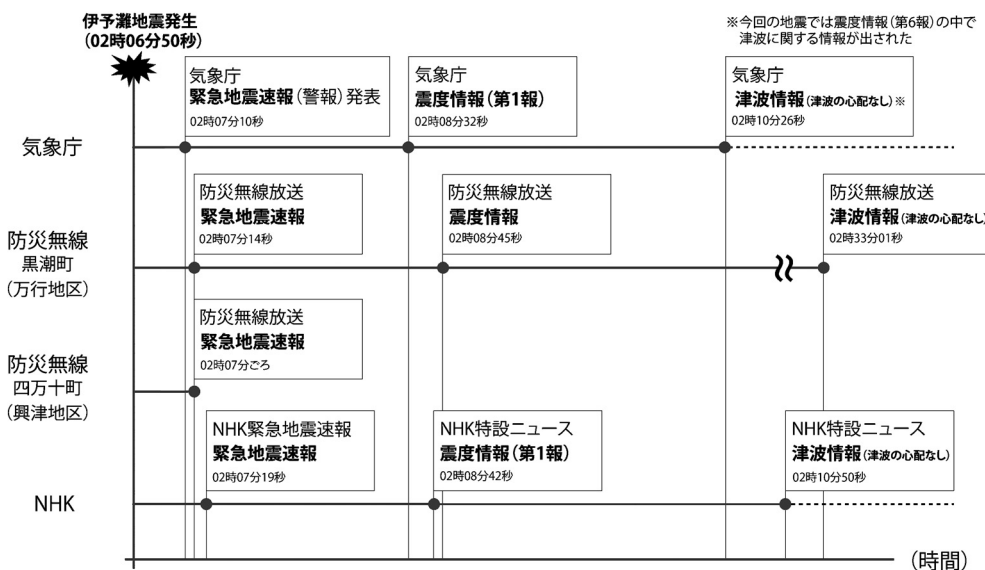 伊予灘地震発生
(02時06分50秒)
※今回の地震では震度情報(第6報)の中で
津波に関する情報が出された
気象庁
気象庁
緊急地震速報(警報)発表
02時07分10秒
気象庁
震度情報(第1報)
02時08分32秒
気象庁
津波情報(津波の心配なし)※
02時10分26秒
防災無線
黒潮町
(万行地区)
防災無線放送
緊急地震速報
02時07分14秒
防災無線放送
震度情報
02時08分45秒
防災無線放送
津波情報(津波の心配なし)
02時33分01秒
防災無線
四万十町
(興津地区)
防災無線放送
緊急地震速報
02時07分ごろ
NHK
NHK緊急地震速報
緊急地震速報
02時07分19秒
NHK特設ニュース
震度情報(第1報)
02時08分42秒
NHK特設ニュース
津波情報(津波の心配なし)
02時10分50秒
(時間)